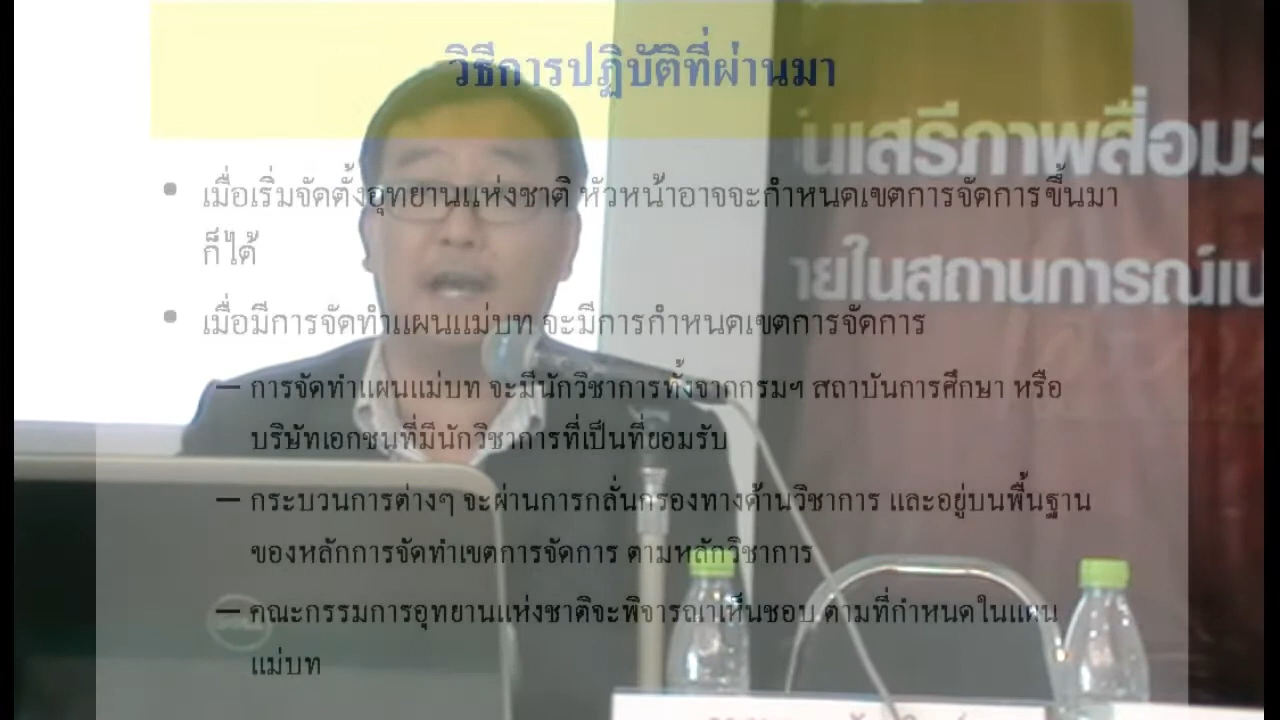 วิธีการปฏิบัติที่ผ่านมา
• เมื่อเริ่มจัดตั้งอุทยานแห่งชาติ หัวหน้าอาจจะกำหนดเขตการจัดการขึ้นมา
ก็ได้
• เมื่อมีการจัดทำแผนแม่บท จะมีการกำหนดเขตการจัดการ
– การจัดทำแผนแม่บท จะมีนักวิชาการทั้งจากกรมฯ สถาบันการศึกษา หรือ
บริษัทเอกชนที่มีนักวิชาการที่เป็นที่ยอมรับ
– กระบวนการต่างๆ จะผ่านการกลั่นกรองทางด้านวิชาการ และอยู่บนพื้นฐาน
ของหลักการจัดทำเขตการจัดการ ตามหลักวิชาการ
– คณะกรรมการอุทยานแห่งชาติจะพิจารณาเห็นชอบ ตามที่กำหนดในแผน
แม่บท
นเสรีภาพสื่อมว
ายในสถานการณ์เป